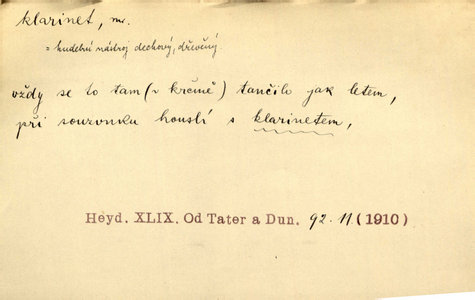 klarinet, m.
= hudební nástroj dechový, dřevěný.
vždy se to tam (v krčmě) tančilo jak letem,
při souzvuku houslí s klarinetem,
Heyd. XLIX. Od Tater a Dun. 92. 11 (1910)